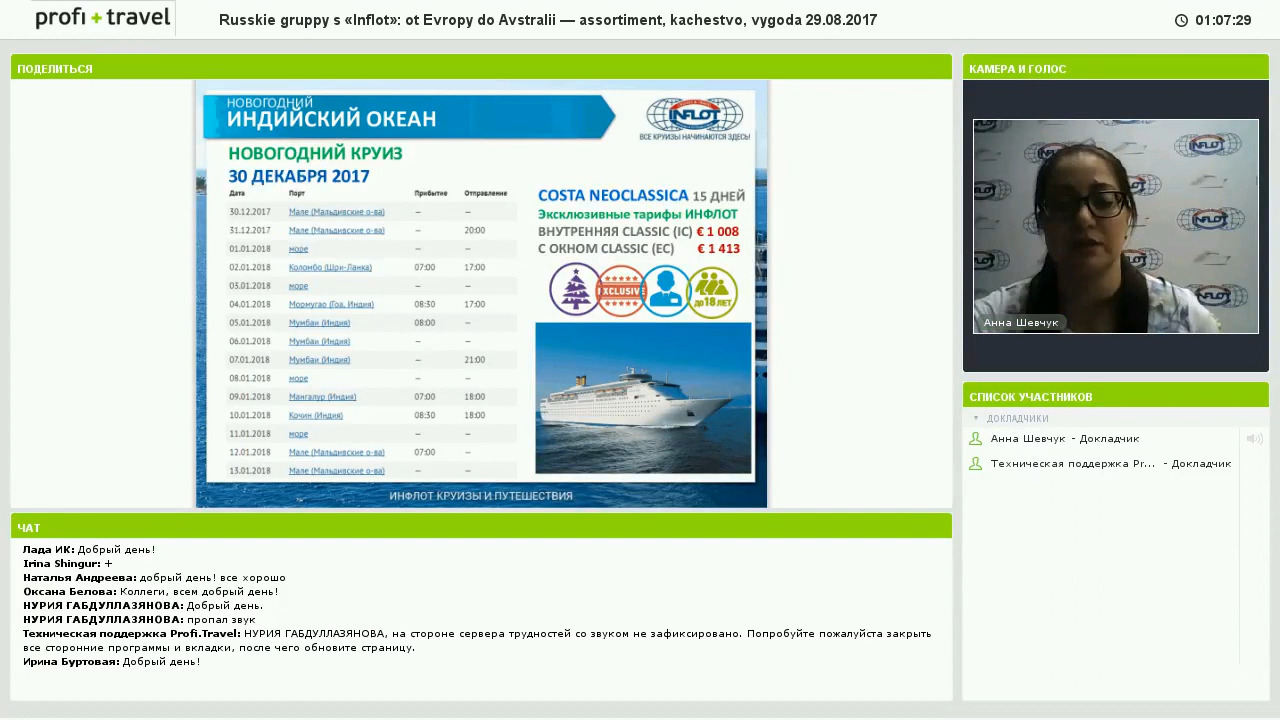 profi + travel
Russkie gruppy s «Inflot»: ot Evropy do Avstralii — assortiment, kachestvo, vygoda 29.08.2017
01:07:29
ПОДЕЛИТЬСЯ
НОВОГОДНИЙ
ИНДИЙСКИЙ ОКЕАН
INFLOT
ВСЕ КРУИЗЫ НАЧИНАЮТСЯ ЗДЕСЬ!
НОВОГОДНИЙ КРУИЗ
30 ДЕКАБРЯ 2017
Дата Порт Прибытие Отправление
30.12.2017 Мале (Мальдивские о-ва) – –
31.12.2017 Мале (Мальдивские о-ва) – 20:00
01.01.2018 море – –
02.01.2018 Коломбо (Шри-Ланка) 07:00 17:00
03.01.2018 море – –
04.01.2018 Мормугао (Гоа, Индия) 08:30 17:00
05.01.2018 Мумбаи (Индия) 08:00 –
06.01.2018 Мумбаи (Индия) – –
07.01.2018 Мумбаи (Индия) – 21:00
08.01.2018 море – –
09.01.2018 Мангалур (Индия) 07:00 18:00
10.01.2018 Кочин (Индия) 08:30 18:00
11.01.2018 море – –
12.01.2018 Мале (Мальдивские о-ва) 07:00 –
13.01.2018 Мале (Мальдивские о-ва) – –
COSTA NEOCLASSICA 15 ДНЕЙ
Эксклюзивные тарифы ИНФЛОТ
ВНУТРЕННЯЯ CLASSIC (IC) € 1 008
С ОКНОМ CLASSIC (EC) € 1 413
EXCLUSIVE
до 18 ЛЕТ
ИНФЛОТ КРУИЗЫ И ПУТЕШЕСТВИЯ
КАМЕРА И ГОЛОС
INFLOT
INFLOT
INFLOT
INFLOT
Анна Шевчук
СПИСОК УЧАСТНИКОВ
ДОКЛАДЧИКИ
Анна Шевчук - Докладчик
Техническая поддержка Pr... - Докладчик
ЧАТ
Лада ИК: Добрый день!
Irina Shingur: +
Наталья Андреева: добрый день! все хорошо
Оксана Белова: Коллеги, всем добрый день!
НУРИЯ ГАБДУЛЛАЗЯНОВА: Добрый день.
НУРИЯ ГАБДУЛЛАЗЯНОВА: пропал звук
Техническая поддержка Profi.Travel: НУРИЯ ГАБДУЛЛАЗЯНОВА, на стороне сервера трудностей со звуком не зафиксировано. Попробуйте пожалуйста закрыть
все сторонние программы и вкладки, после чего обновите страницу.
Ирина Буртовая: Добрый день!